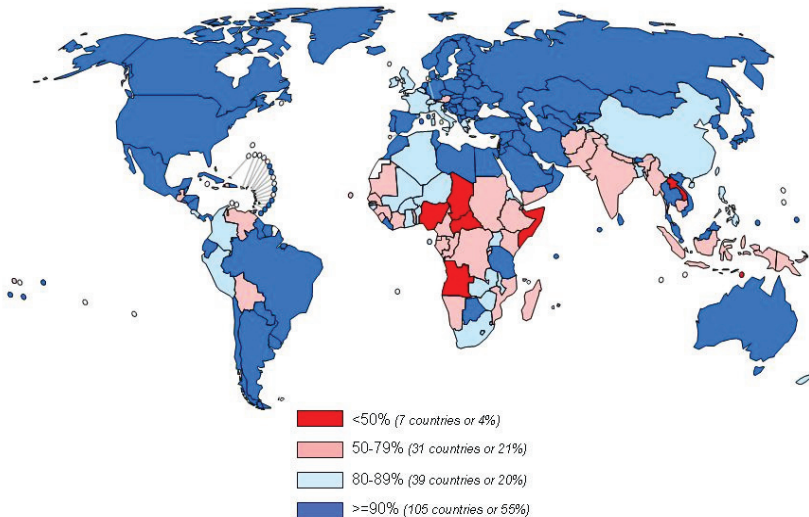 <50% (7 countries or 4%)
50-79% (31 countries or 21%)
80-89% (39 countries or 20%)
>=90% (105 countries or 55%)